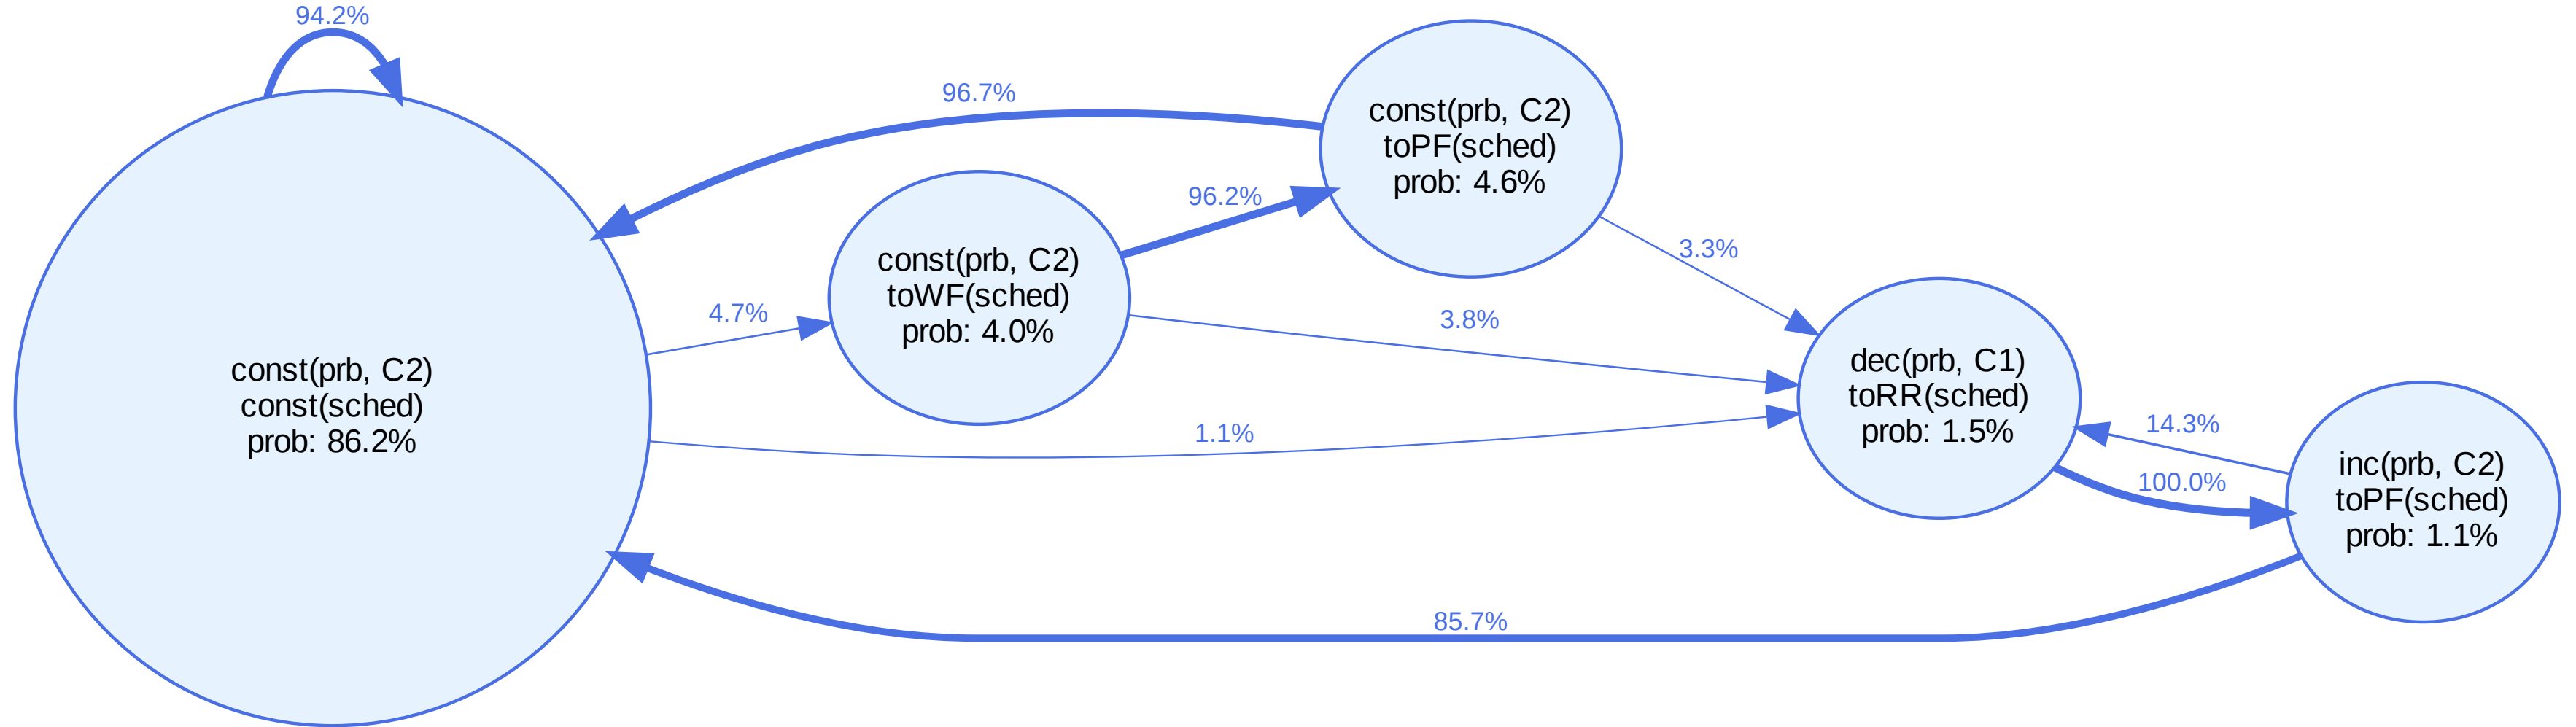 94.2%
96.7%
const(prb, C2)
toPF(sched)
prob: 4.6%
96.2%
const(prb, C2)
toWF(sched)
prob: 4.0%
3.3%
4.7%
3.8%
const(prb, C2)
const(sched)
prob: 86.2%
dec(prb, C1)
toRR(sched)
prob: 1.5%
1.1%
14.3%
100.0%
inc(prb, C2)
toPF(sched)
prob: 1.1%
85.7%